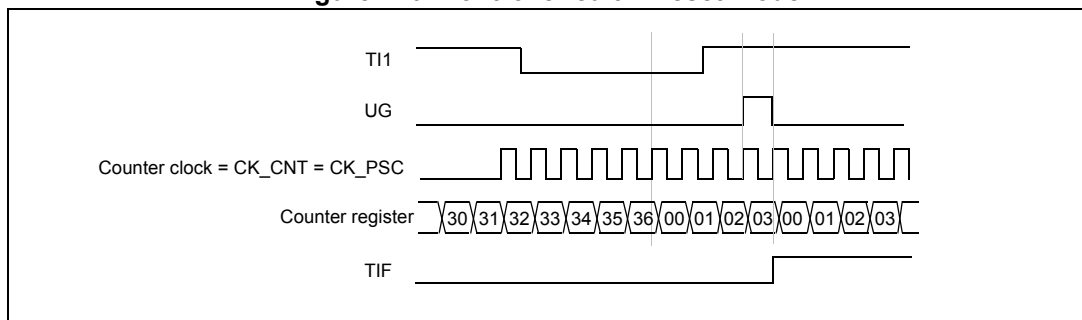 TI1
UG
Counter clock = CK_CNT = CK_PSC
Counter register 30 31 32 33 34 35 36 00 01 02 03 00 01 02 03
TIF